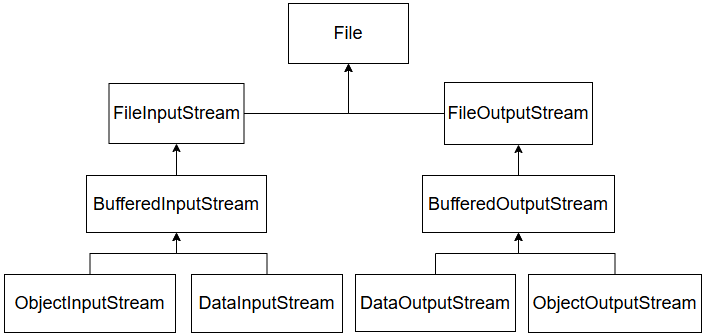 File
FileInputStream
FileOutputStream
BufferedInputStream
BufferedOutputStream
ObjectInputStream
DataInputStream
DataOutputStream
ObjectOutputStream